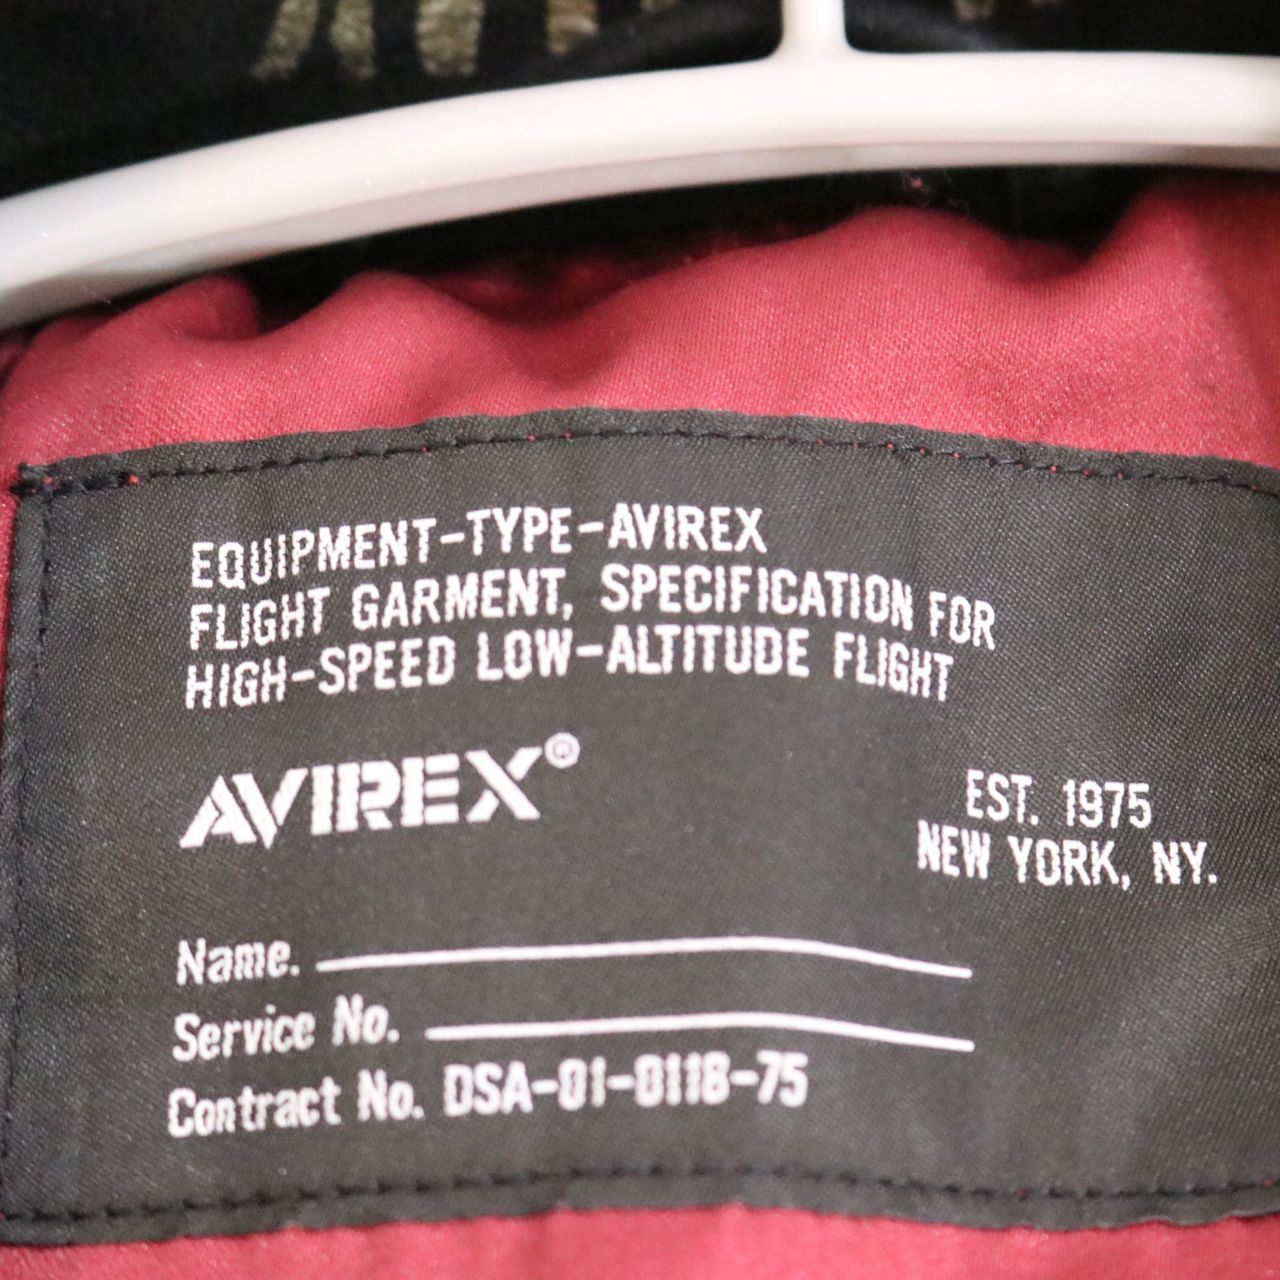 EQUIPMENT-TYPE-AVIREX
FLIGHT GARMENT, SPECIFICATION FOR
HIGH-SPEED LOW-ALTITUDE FLIGHT
AVIREX®
EST. 1975
NEW YORK, NY.
Name.
Service No.
Contract No. DSA-01-0118-75